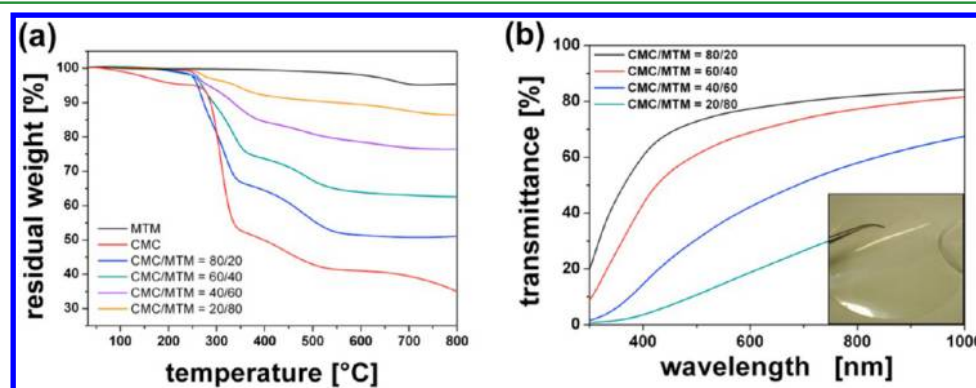 (a)
residual weight [%]
100
90
80
70
60
50
40
30
MTM
CMC
CMC/MTM = 80/20
CMC/MTM = 60/40
CMC/MTM = 40/60
CMC/MTM = 20/80
100
200
300
400
500
600
700
800
temperature [°C]
(b)
transmittance [%]
100
80
60
40
20
0
CMC/MTM = 80/20
CMC/MTM = 60/40
CMC/MTM = 40/60
CMC/MTM = 20/80
400
600
800
1000
wavelength [nm]